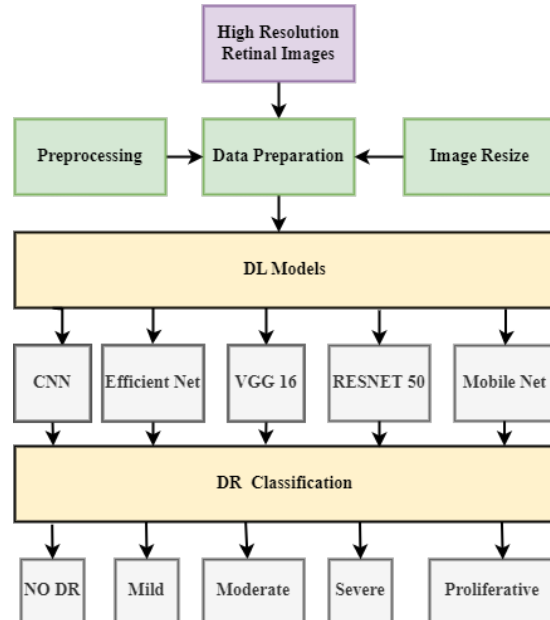 High Resolution
Retinal Images
Preprocessing
Data Preparation
Image Resize
DL Models
CNN
Efficient Net
VGG 16
RESNET 50
Mobile Net
DR Classification
NO DR
Mild
Moderate
Severe
Proliferative